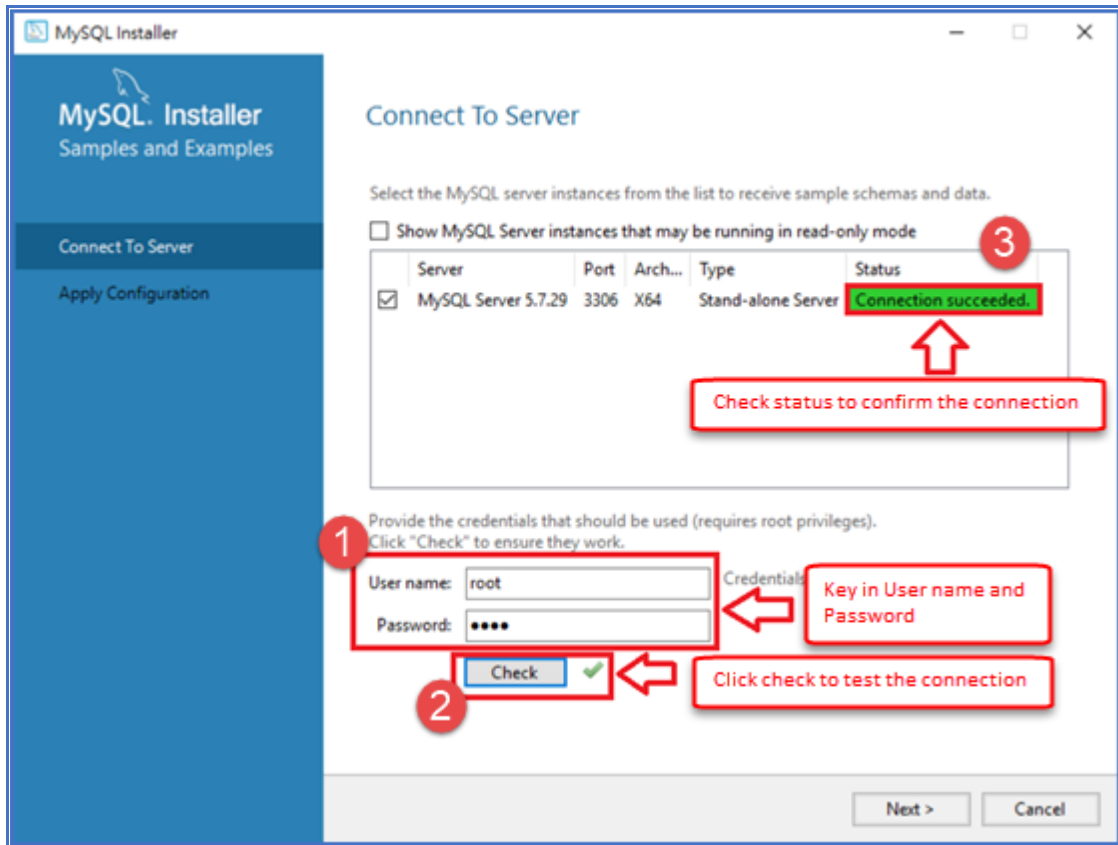 MySQL Installer
MySQL. Installer
Samples and Examples
Connect To Server
Apply Configuration
Connect To Server
Select the MySQL server instances from the list to receive sample schemas and data.
Show MySQL Server instances that may be running in read-only mode
3
Server Port Arch... Type Status
MySQL Server 5.7.29 3306 X64 Stand-alone Server Connection succeeded.
Check status to confirm the connection
Provide the credentials that should be used (requires root privileges).
Click "Check" to ensure they work.
1
User name: root
Credentials
Key in User name and
Password
Password: ••••
2
Check
Click check to test the connection
Next >
Cancel